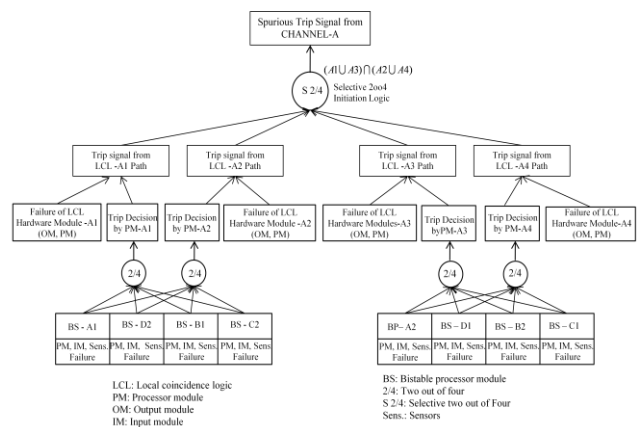 Spurious Trip Signal from
CHANNEL-A
(A1⋃A3)⋂(A2⋃A4)
S 2/4
Selective 2oo4
Initiation Logic
Trip signal from
LCL -A1 Path
Trip signal from
LCL -A2 Path
Trip signal from
LCL -A3 Path
Trip signal from
LCL -A4 Path
Failure of LCL
Hardware Module -A1
(OM, PM)
Trip Decision
by PM-A1
Trip Decision
by PM-A2
Failure of LCL
Hardware Module -A2
(OM, PM)
Failure of LCL
Hardware Modules-A3
(OM, PM)
Trip Decision
byPM-A3
Trip Decision
by PM-A4
Failure of LCL
Hardware Module-A4
(OM, PM)
2/4
2/4
2/4
2/4
BS - A1
BS - D2
BS - B1
BS - C2
PM, IM, Sens.
Failure
PM, IM, Sens.
Failure
PM, IM, Sens.
Failure
PM, IM, Sens.
Failure
BP– A2
BS – D1
BS – B2
BS – C1
PM, IM, Sens.
Failure
PM, IM, Sens.
Failure
PM, IM, Sens.
Failure
PM, IM, Sens.
Failure
LCL: Local coincidence logic
PM: Processor module
OM: Output module
IM: Input module
BS: Bistable processor module
2/4: Two out of four
S 2/4: Selective two out of Four
Sens.: Sensors